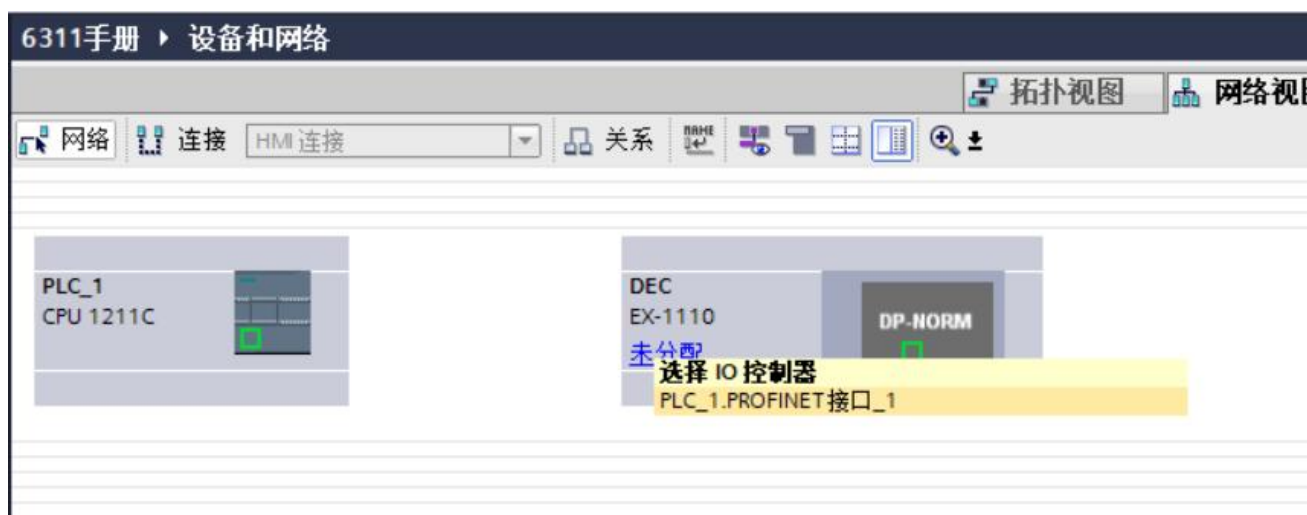 6311手册 ▸ 设备和网络
拓扑视图 网络视图
网络 连接 HMI 连接 关系 NAME
PLC_1
CPU 1211C
DEC
EX-1110
未分配
DP-NORM
选择 IO 控制器
PLC_1.PROFINET接口_1